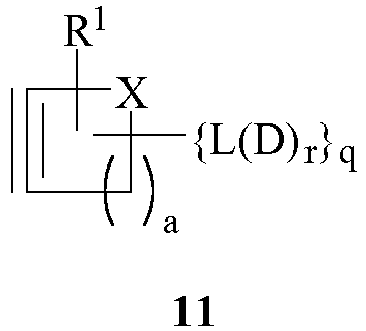 R¹
X
{L(D)ᵣ}q
( )a
11